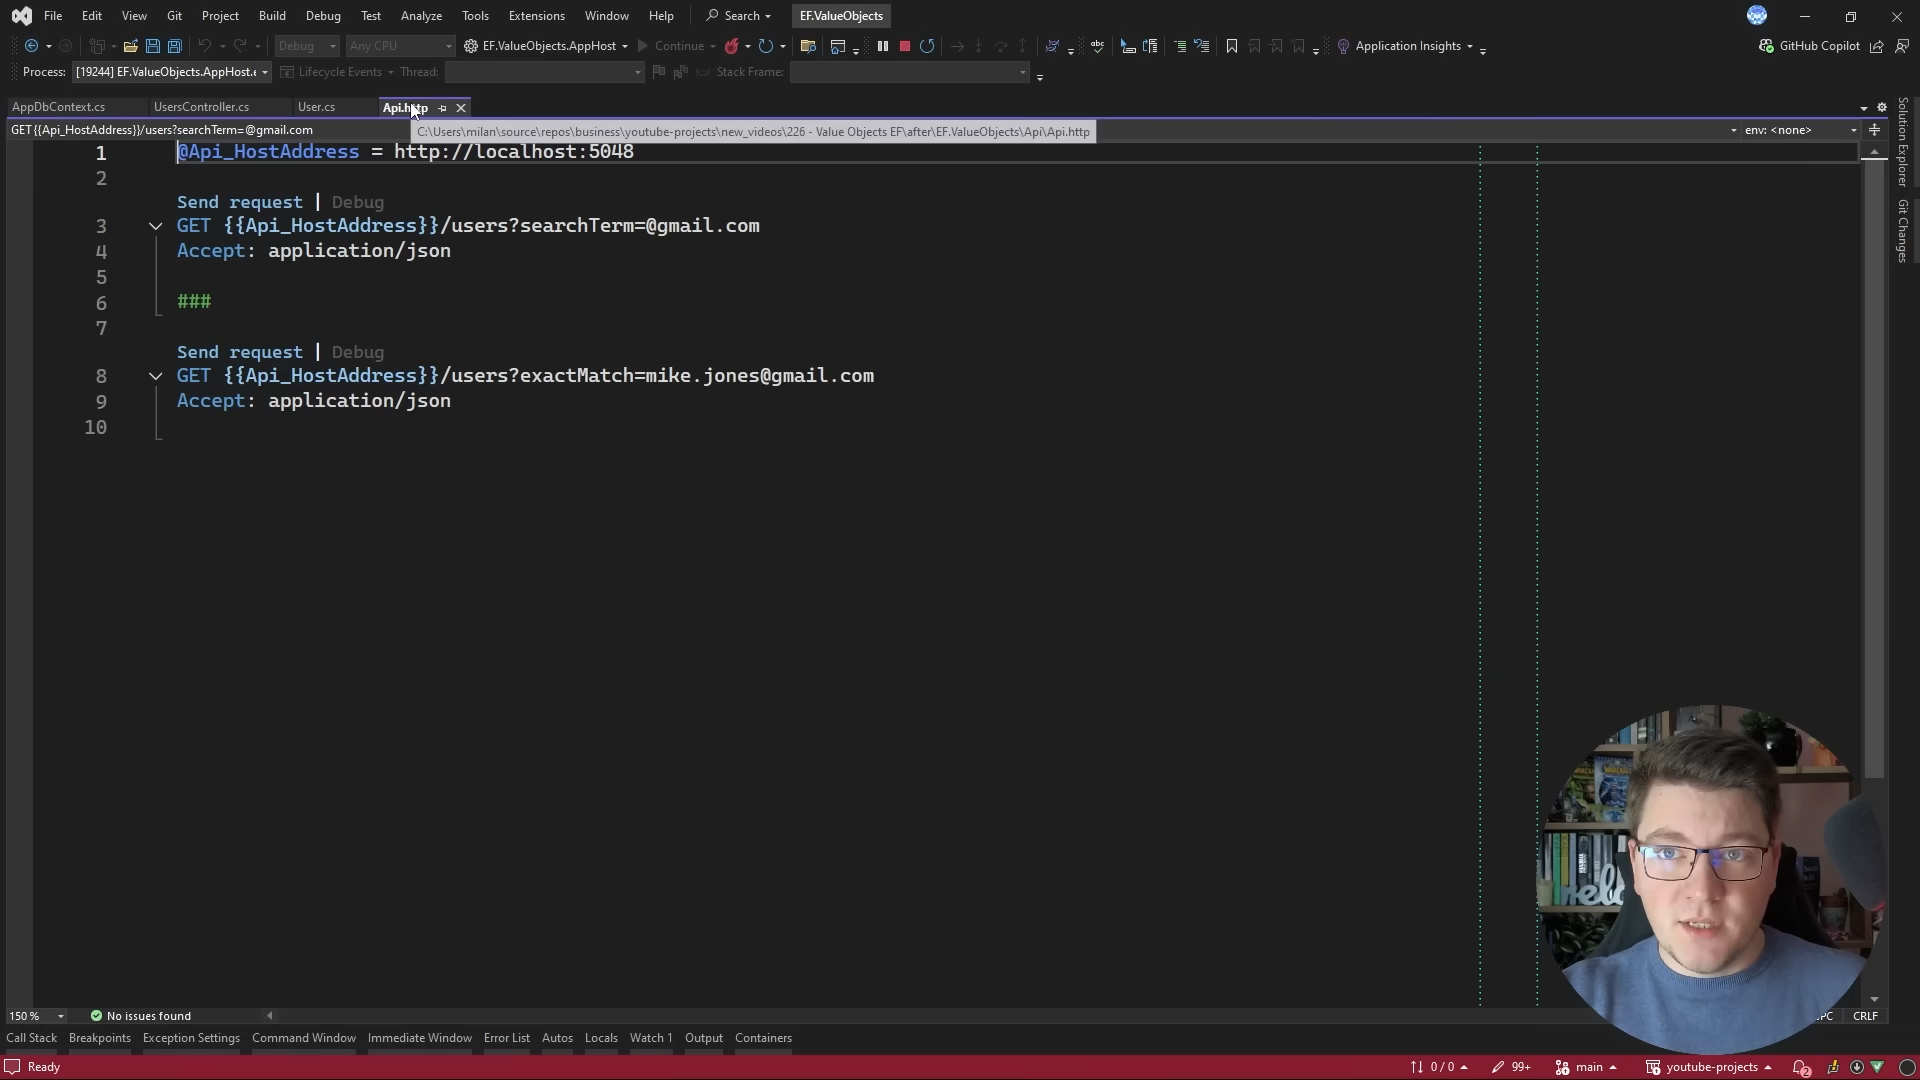 File Edit View Git Project Build Debug Test Analyze Tools Extensions Window Help Search EF.ValueObjects
Debug Any CPU EF.ValueObjects.AppHost Continue Application Insights GitHub Copilot
Process: [19244] EF.ValueObjects.AppHost.e Lifecycle Events Thread: Stack Frame:
AppDbContext.cs UsersController.cs User.cs Api.http
GET {{Api_HostAddress}}/users?searchTerm=@gmail.com env: <none>
C:\Users\milan\source\repos\business\youtube-projects\new_videos\226 - Value Objects EF\after\EF.ValueObjects\Api\Api.http
Solution Explorer
Git Changes
1 @Api_HostAddress = http://localhost:5048
2
Send request | Debug
3 GET {{Api_HostAddress}}/users?searchTerm=@gmail.com
4 Accept: application/json
5
6 ###
7
Send request | Debug
8 GET {{Api_HostAddress}}/users?exactMatch=mike.jones@gmail.com
9 Accept: application/json
10
150 % No issues found CRLF
Call Stack Breakpoints Exception Settings Command Window Immediate Window Error List Autos Locals Watch 1 Output Containers
Ready 0 / 0 99+ main youtube-projects 2